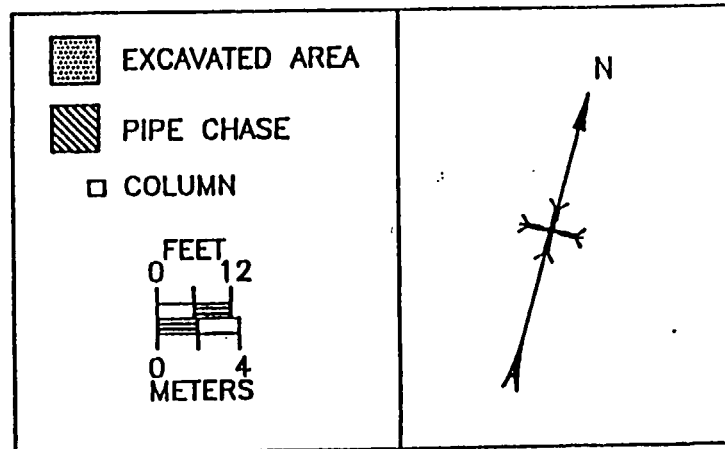 EXCAVATED AREA
PIPE CHASE
COLUMN
FEET
0 12
0 4
METERS
N